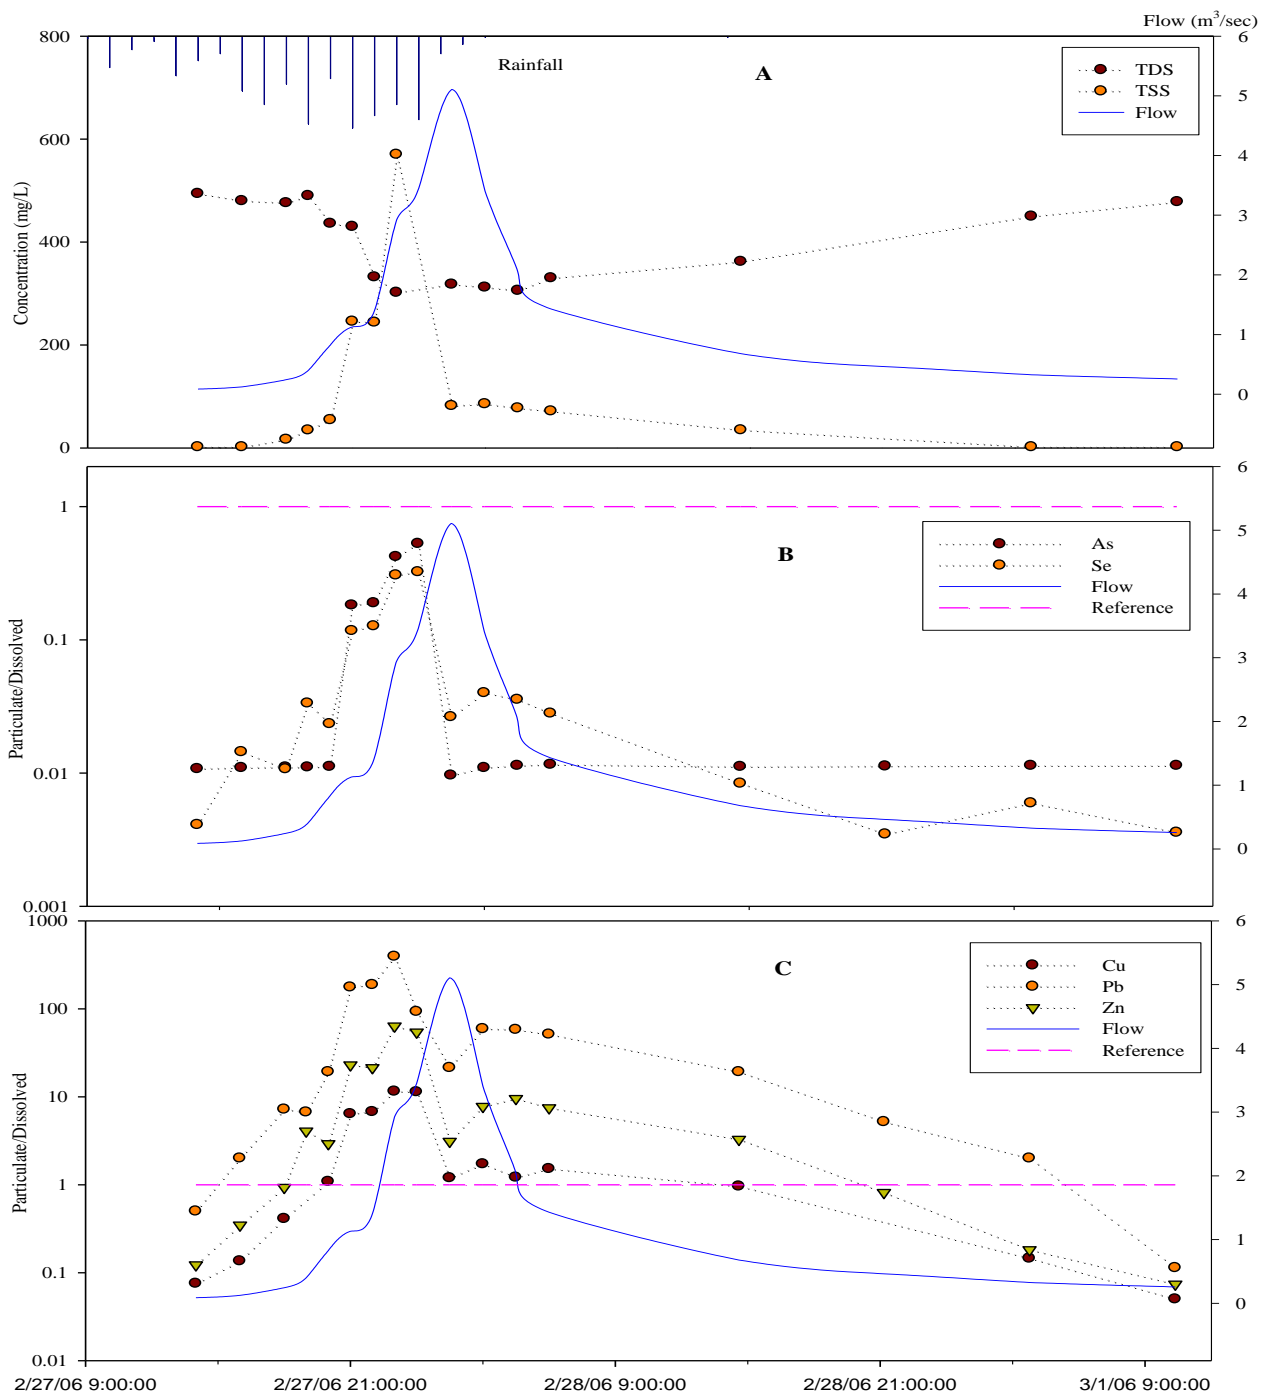 Flow (m³/sec)
800
600
400
200
0
Concentration (mg/L)
Rainfall
A
TDS
TSS
Flow
6
5
4
3
2
1
0
1
0.1
0.01
0.001
Particulate/Dissolved
B
As
Se
Flow
Reference
6
5
4
3
2
1
0
1000
100
10
1
0.1
0.01
Particulate/Dissolved
C
Cu
Pb
Zn
Flow
Reference
6
5
4
3
2
1
0
2/27/06 9:00:00 2/27/06 21:00:00 2/28/06 9:00:00 2/28/06 21:00:00 3/1/06 9:00:00